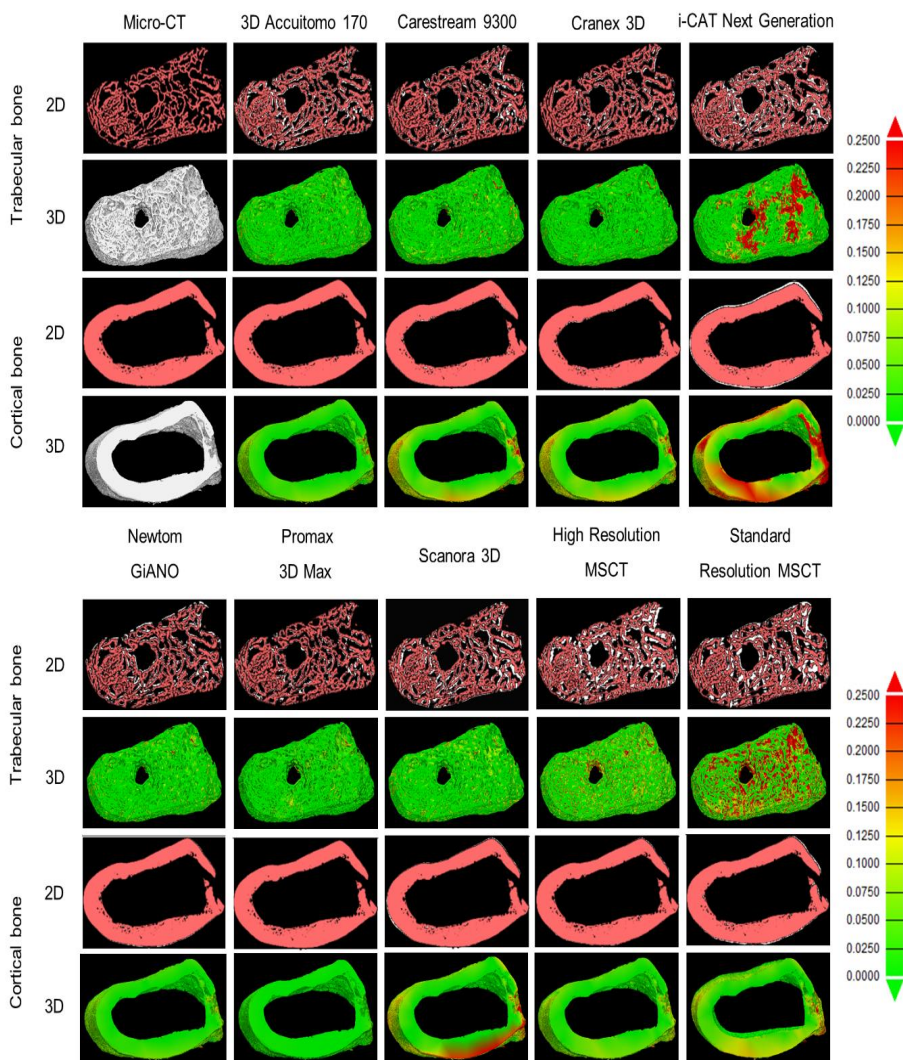 Micro-CT
3D Accuitomo 170
Carestream 9300
Cranex 3D
i-CAT Next Generation
Trabecular bone
2D
3D
Cortical bone
2D
3D
0.2500
0.2250
0.2000
0.1750
0.1500
0.1250
0.1000
0.0750
0.0500
0.0250
0.0000
Newtom
GiANO
Promax
3D Max
Scanora 3D
High Resolution
MSCT
Standard
Resolution MSCT
Trabecular bone
2D
3D
Cortical bone
2D
3D
0.2500
0.2250
0.2000
0.1750
0.1500
0.1250
0.1000
0.0750
0.0500
0.0250
0.0000